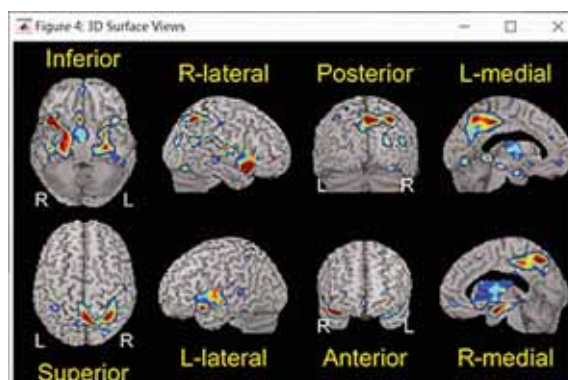 Figure 4: 3D Surface Views
Inferior
R-lateral
Posterior
L-medial
R L
L R
L R
R L
Superior
L-lateral
Anterior
R-medial